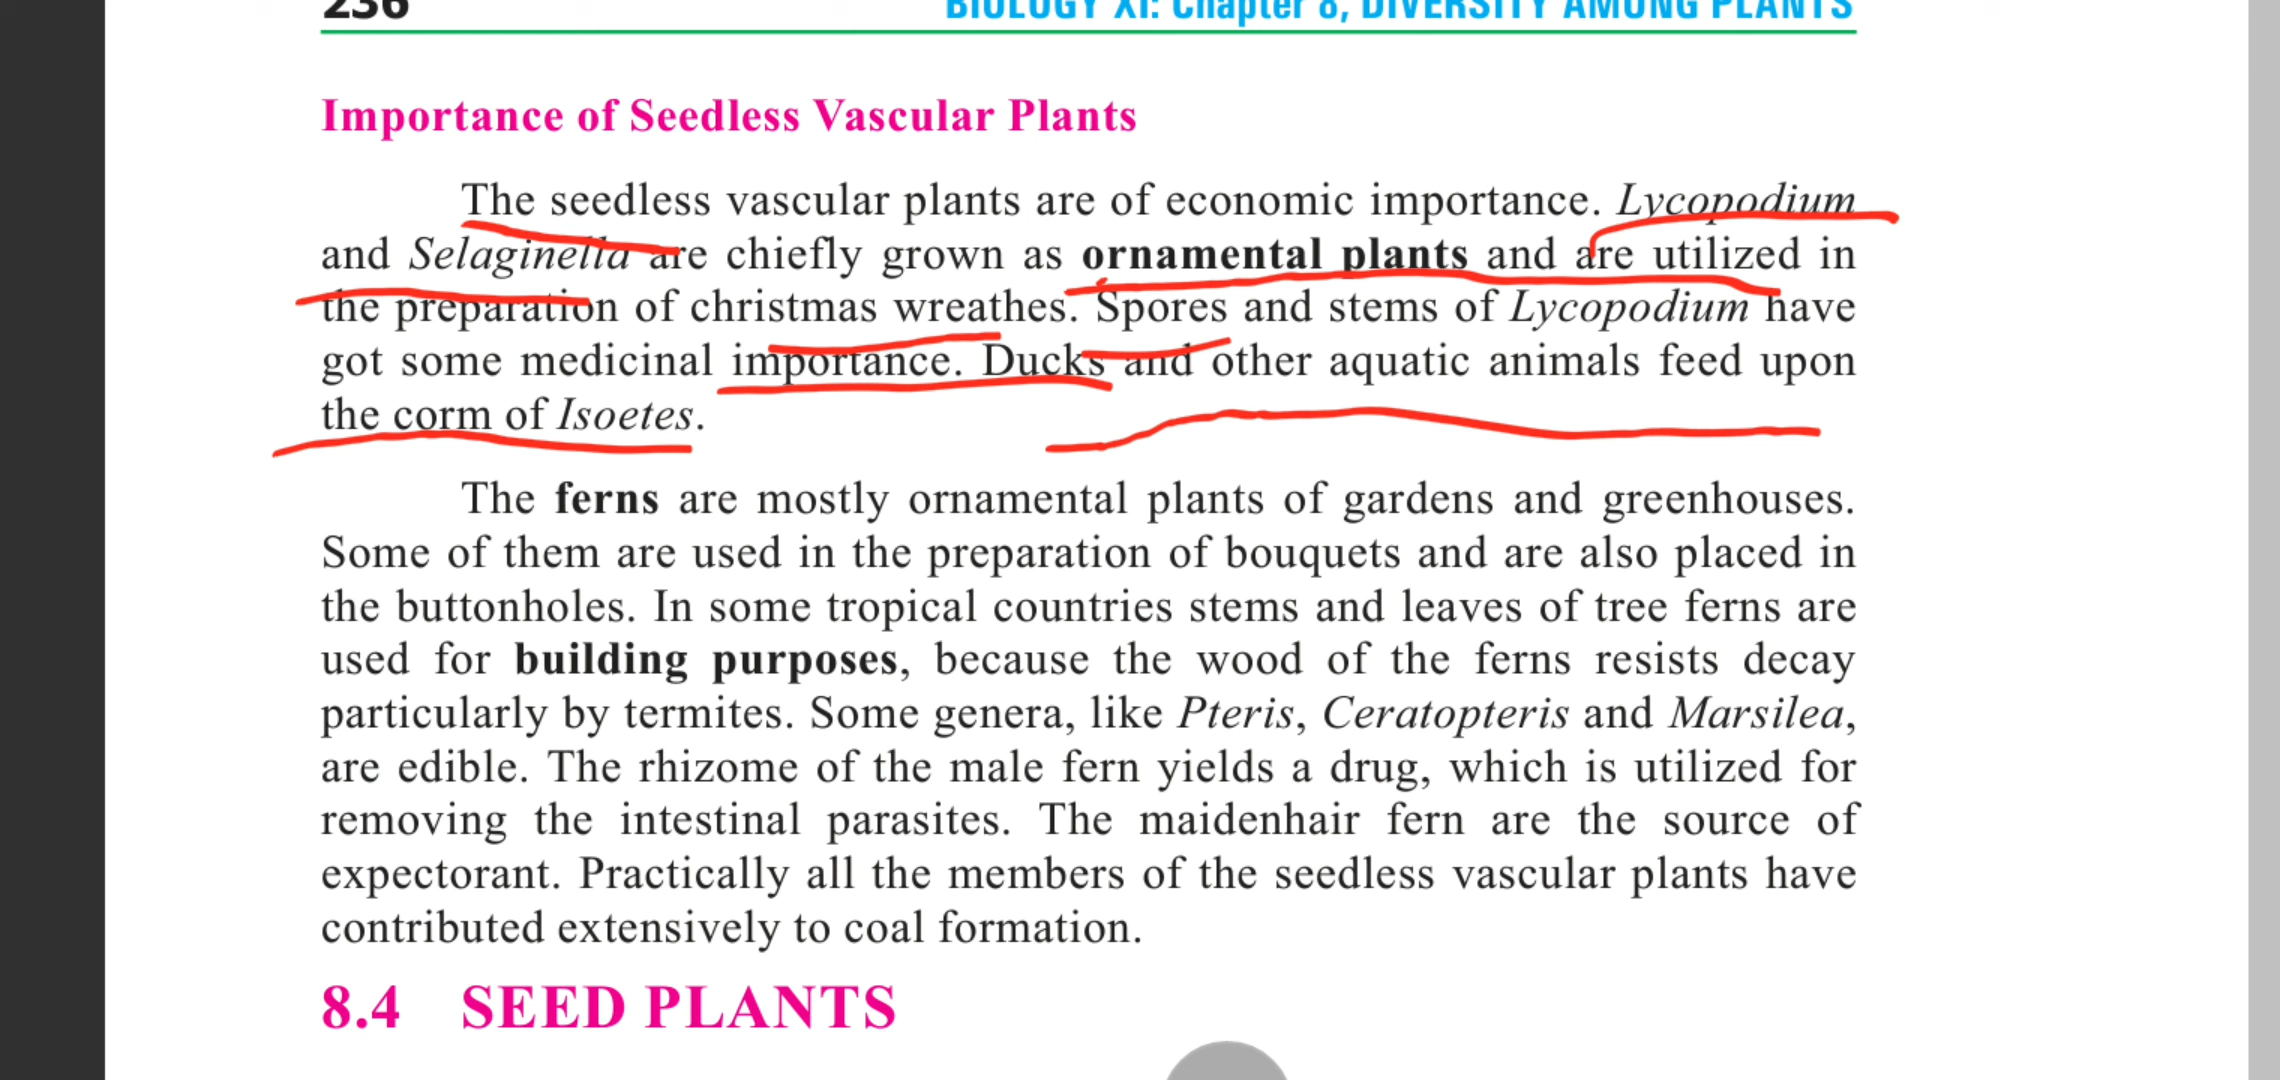 236
BIOLOGY XI: Chapter 8, DIVERSITY AMONG PLANTS
Importance of Seedless Vascular Plants
The seedless vascular plants are of economic importance. Lycopodium
and Selaginella are chiefly grown as ornamental plants and are utilized in
the preparation of christmas wreathes. Spores and stems of Lycopodium have
got some medicinal importance. Ducks and other aquatic animals feed upon
the corm of Isoetes.
The ferns are mostly ornamental plants of gardens and greenhouses.
Some of them are used in the preparation of bouquets and are also placed in
the buttonholes. In some tropical countries stems and leaves of tree ferns are
used for building purposes, because the wood of the ferns resists decay
particularly by termites. Some genera, like Pteris, Ceratopteris and Marsilea,
are edible. The rhizome of the male fern yields a drug, which is utilized for
removing the intestinal parasites. The maidenhair fern are the source of
expectorant. Practically all the members of the seedless vascular plants have
contributed extensively to coal formation.
8.4 SEED PLANTS